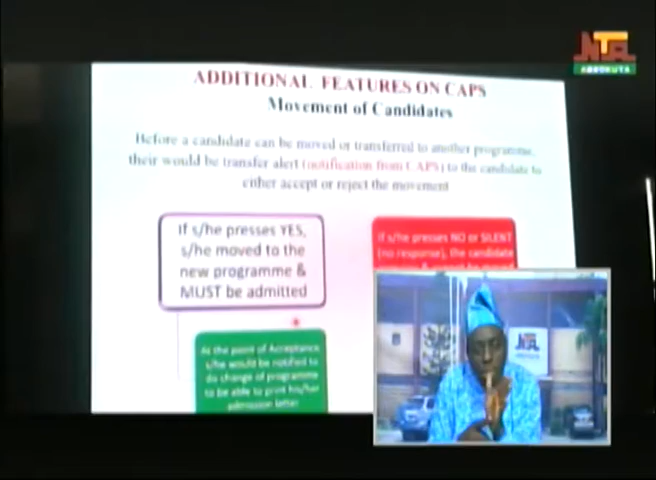 NTA
ABEOKUTA
ADDITIONAL FEATURES ON CAPS
Movement of Candidates
Before a candidate can be moved or transferred to another programme,
their would be transfer alert (notification from CAPS) to the candidate to
either accept or reject the movement
If s/he presses YES,
s/he moved to the
new programme &
MUST be admitted
If s/he presses NO or SILENT
(no response), the candidate
At the point of Acceptance
s/he would be notified to
do change of programme
to be able to print his/her
admission letter
NTA